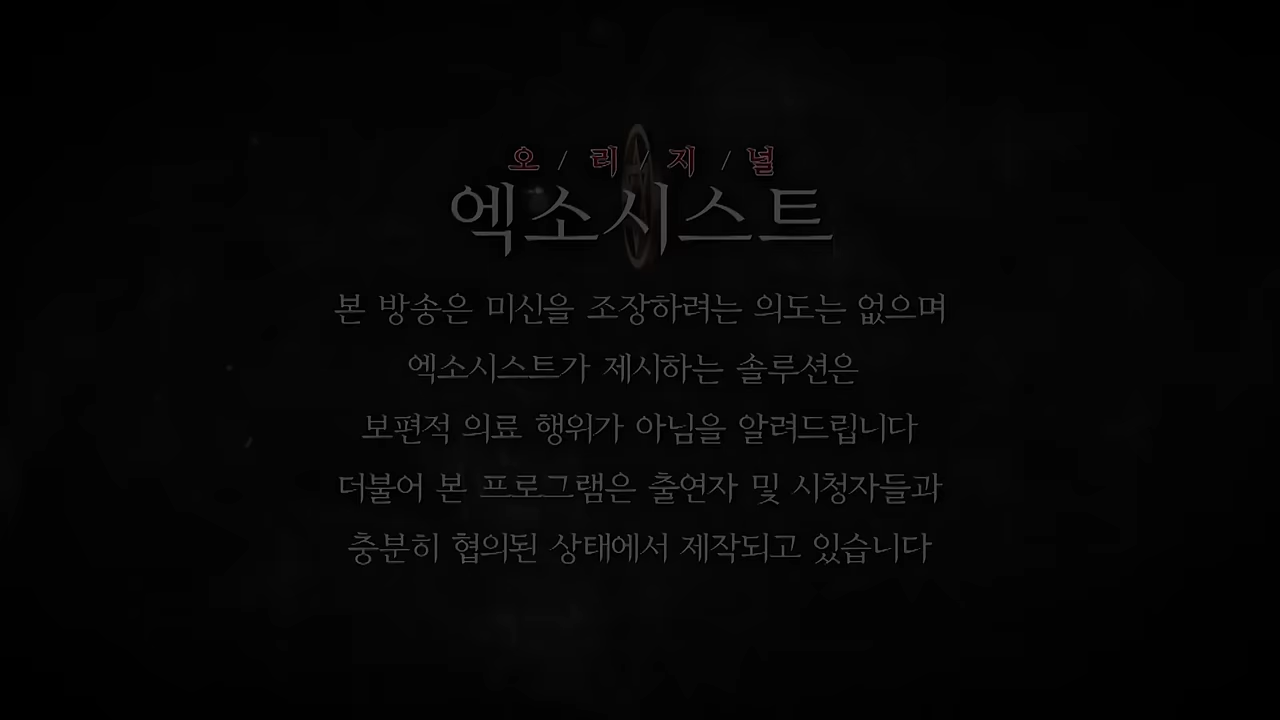 오 / 리 / 지 / 널
엑소시스트
본 방송은 미신을 조장하려는 의도는 없으며
엑소시스트가 제시하는 솔루션은
보편적 의료 행위가 아님을 알려드립니다
더불어 본 프로그램은 출연자 및 시청자들과
충분히 협의된 상태에서 제작되고 있습니다